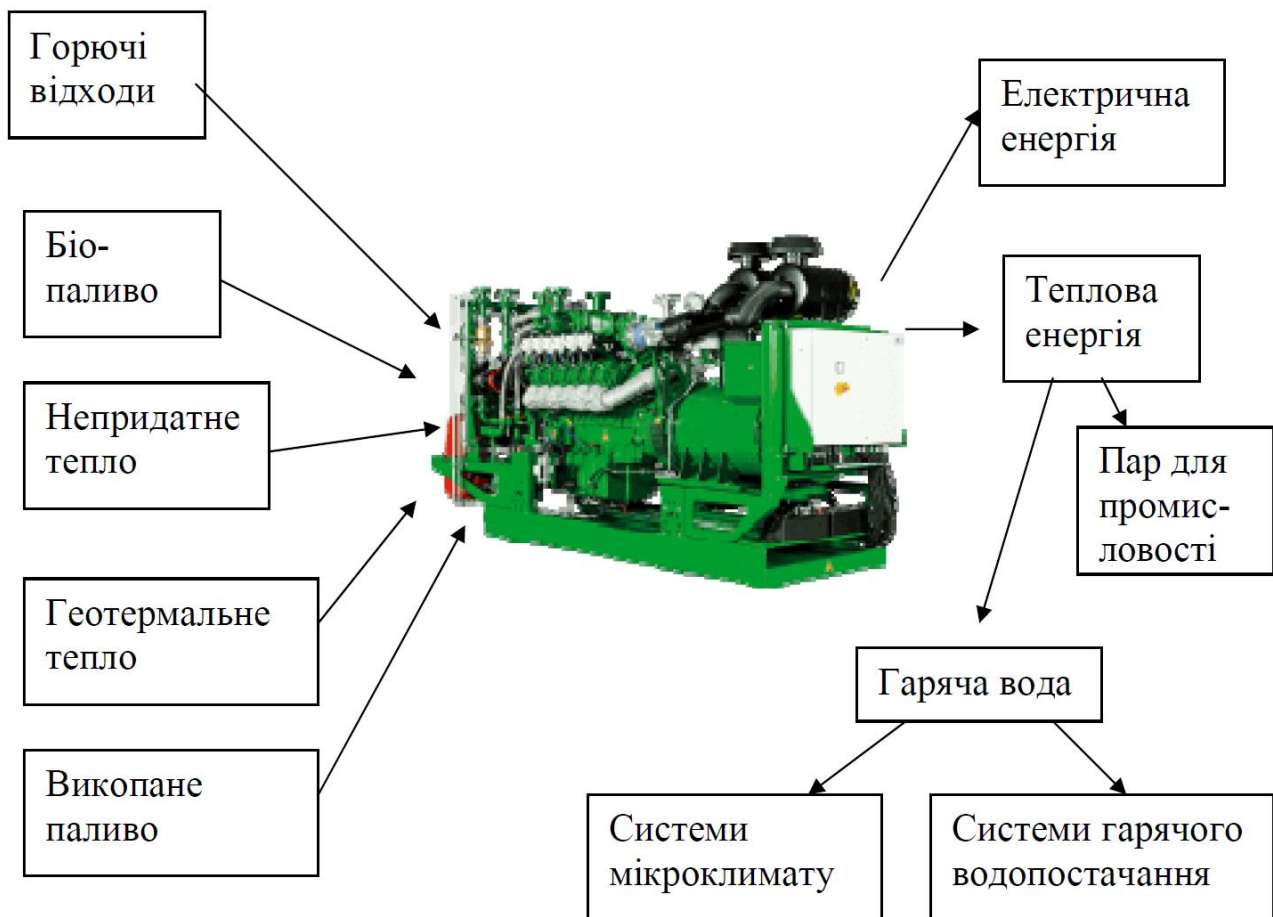 Горючі
відходи
Біо-
паливо
Непридатне
тепло
Геотермальне
тепло
Викопане
паливо
Електрична
енергія
Теплова
енергія
Пар для
промис-
ловості
Гаряча вода
Системи
мікроклимату
Системи гарячого
водопостачання